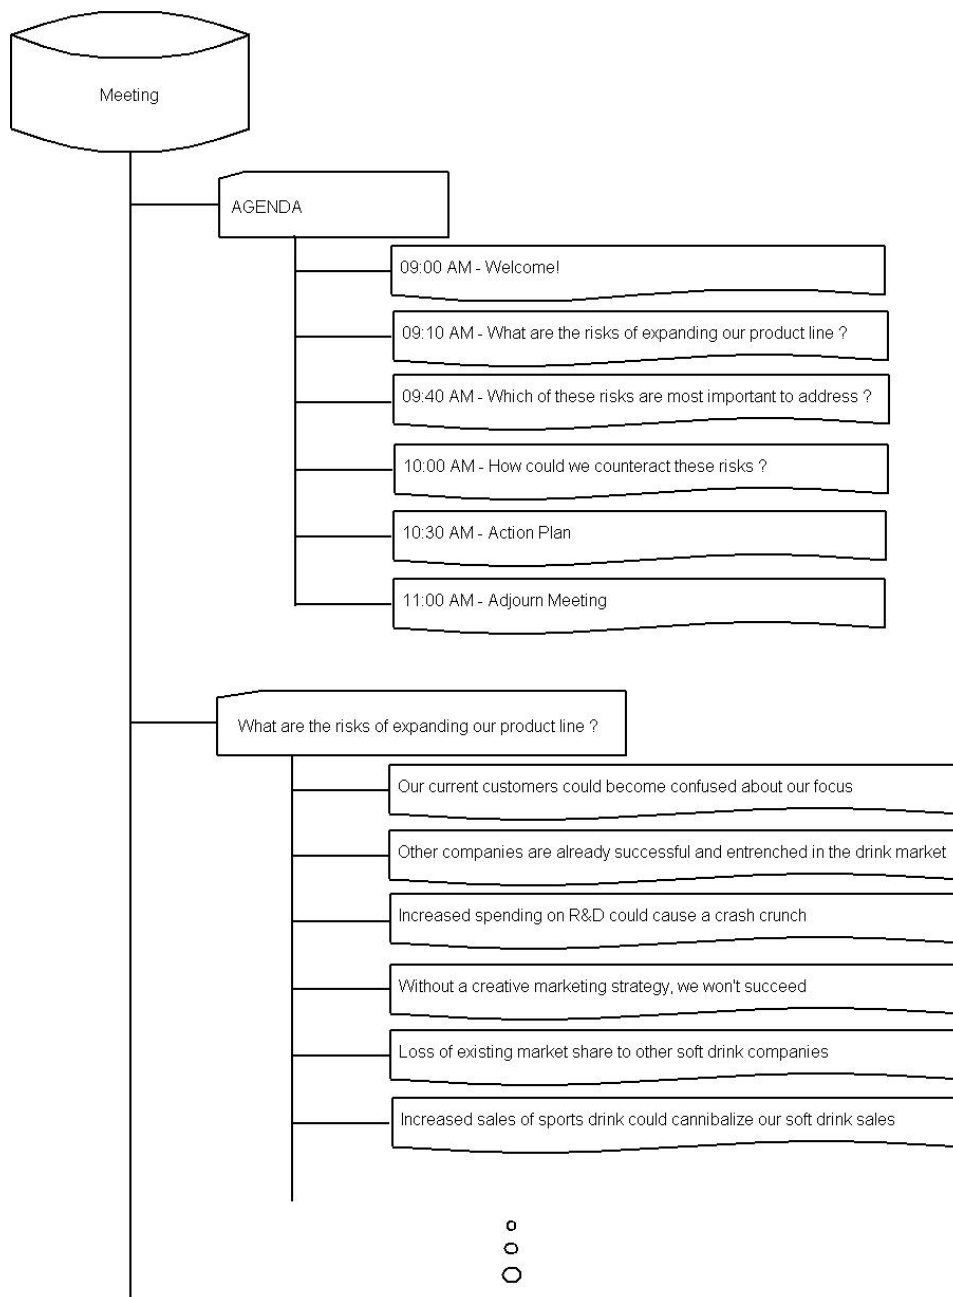 Meeting
AGENDA
09:00 AM - Welcome!
09:10 AM - What are the risks of expanding our product line ?
09:40 AM - Which of these risks are most important to address ?
10:00 AM - How could we counteract these risks ?
10:30 AM - Action Plan
11:00 AM - Adjourn Meeting
What are the risks of expanding our product line ?
Our current customers could become confused about our focus
Other companies are already successful and entrenched in the drink market
Increased spending on R&D could cause a crash crunch
Without a creative marketing strategy, we won't succeed
Loss of existing market share to other soft drink companies
Increased sales of sports drink could cannibalize our soft drink sales